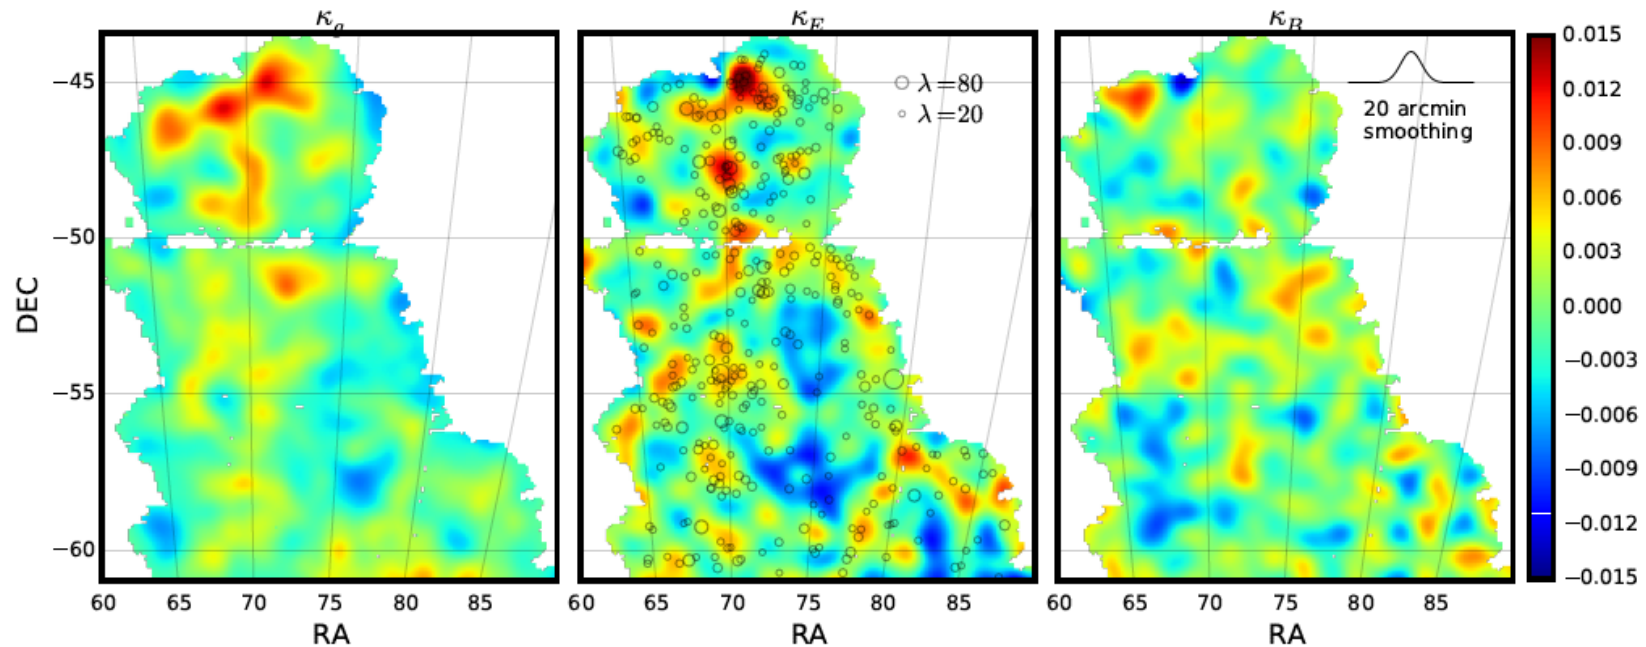 κg κE κB
−45
−50
−55
−60
DEC
λ=80
λ=20
20 arcmin
smoothing
0.015
0.012
0.009
0.006
0.003
0.000
−0.003
−0.006
−0.009
−0.012
−0.015
60 65 70 75 80 85 60 65 70 75 80 85 60 65 70 75 80 85
RA RA RA